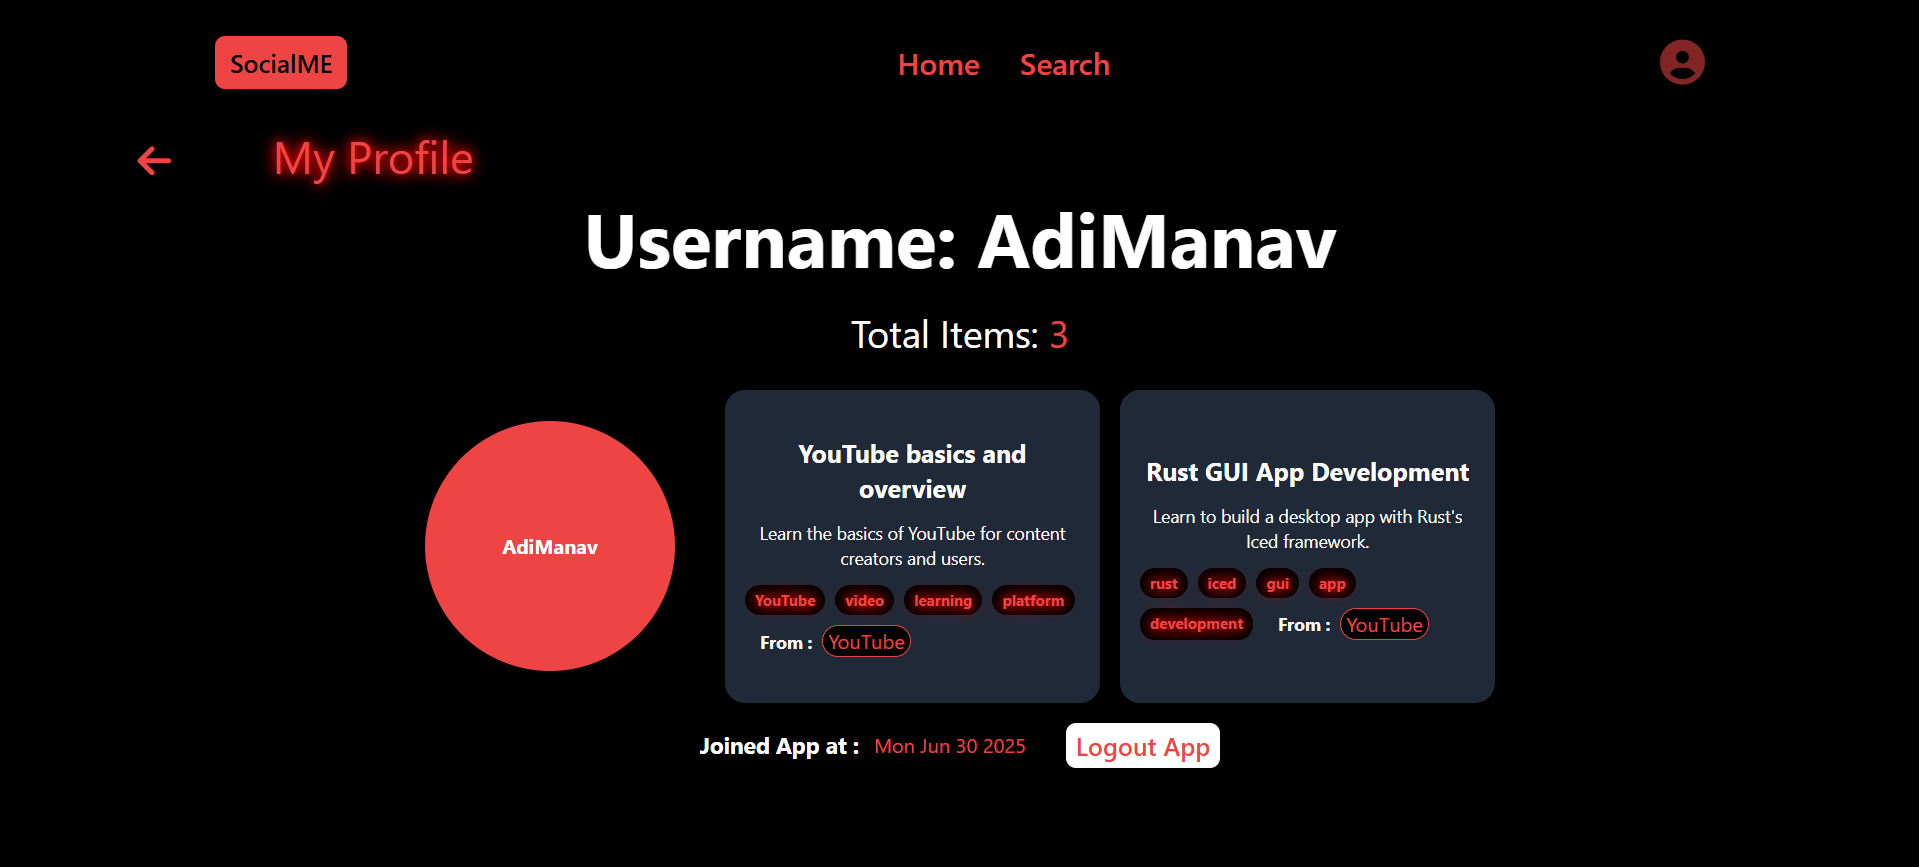 SocialME
Home Search
My Profile
Username: AdiManav
Total Items: 3
AdiManav
YouTube basics and
overview
Learn the basics of YouTube for content
creators and users.
YouTube video learning platform
From : YouTube
Rust GUI App Development
Learn to build a desktop app with Rust's
Iced framework.
rust iced gui app
development From : YouTube
Joined App at : Mon Jun 30 2025 Logout App